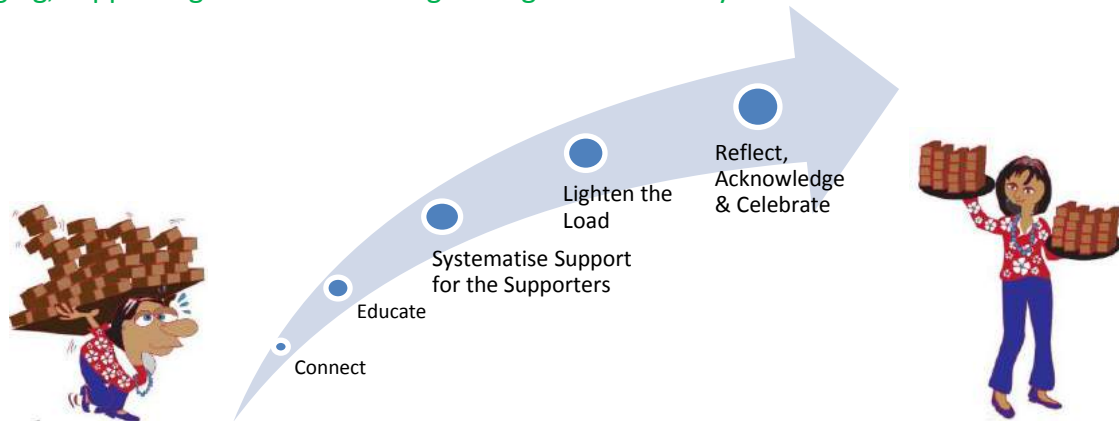 Connect
Educate
Systematise Support
for the Supporters
Lighten the
Load
Reflect,
Acknowledge
& Celebrate